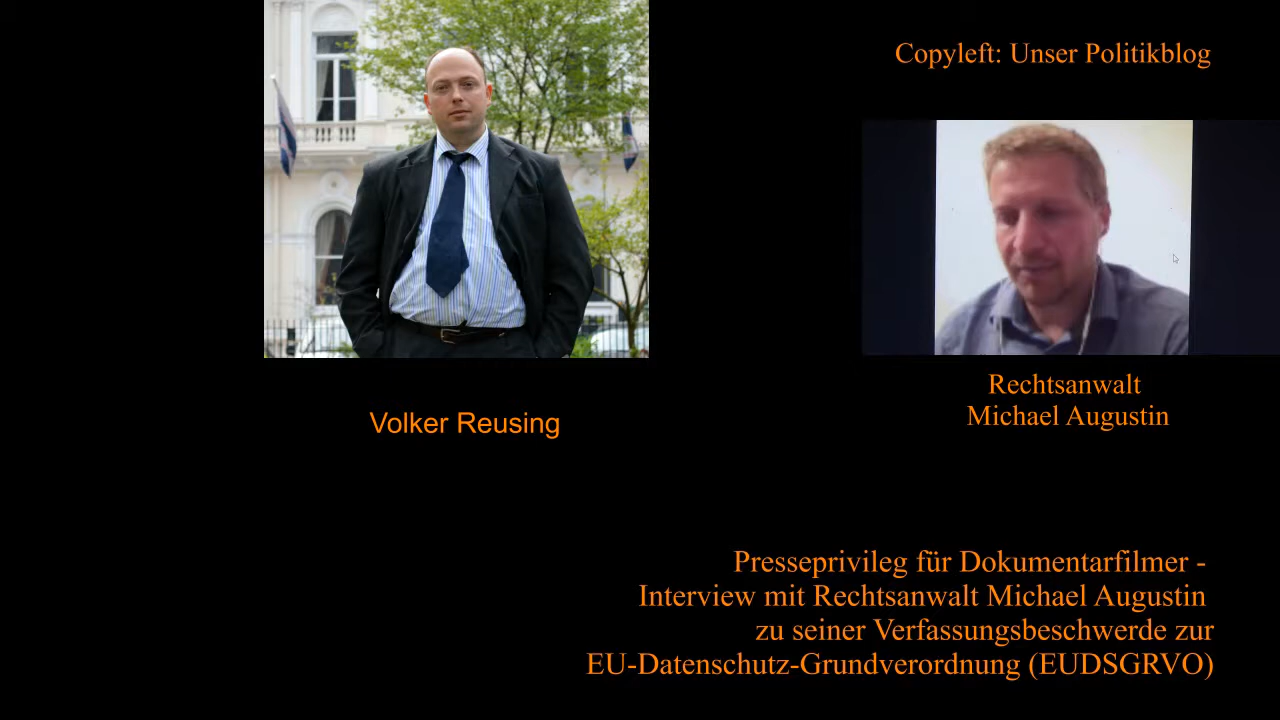 Copyleft: Unser Politikblog
Volker Reusing
Rechtsanwalt
Michael Augustin
Presseprivileg für Dokumentarfilmer -
Interview mit Rechtsanwalt Michael Augustin
zu seiner Verfassungsbeschwerde zur
EU-Datenschutz-Grundverordnung (EUDSGRVO)